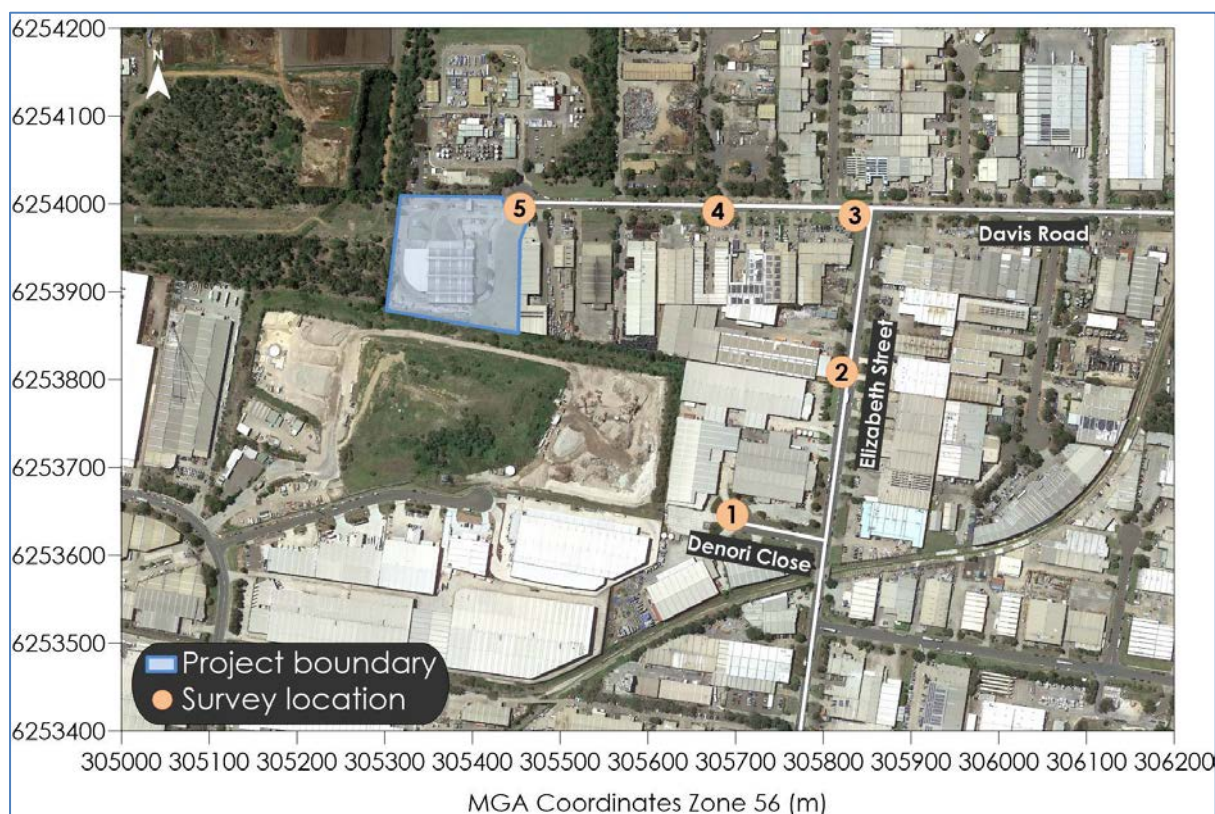 6254200
N
6254100
6254000
5
4
3
Davis Road
6253900
2
Elizabeth Street
6253800
6253700
1
Denori Close
6253600
6253500
Project boundary
Survey location
6253400
305000 305100 305200 305300 305400 305500 305600 305700 305800 305900 306000 306100 306200
MGA Coordinates Zone 56 (m)